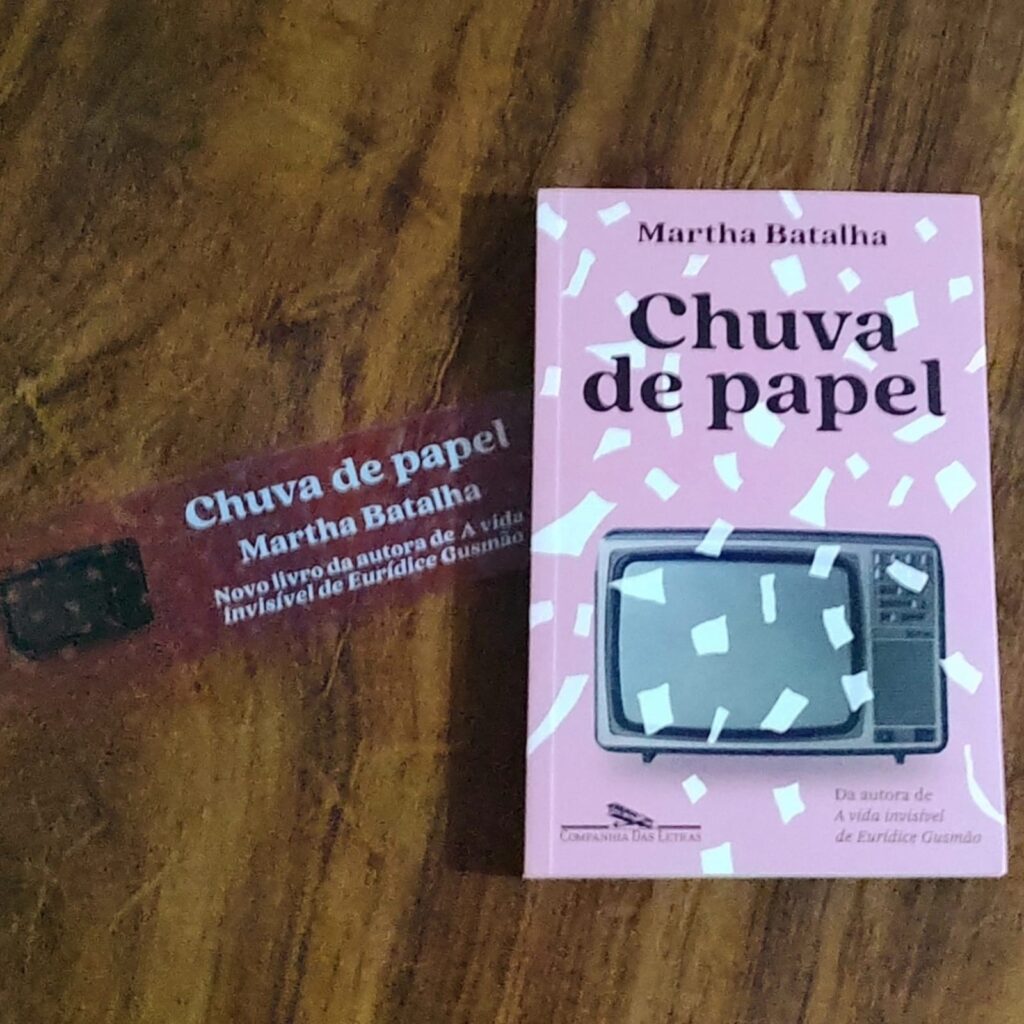 Martha Batalha
Chuva
de papel
Da autora de
A vida invisível
de Eurídice Gusmão
COMPANHIA DAS LETRAS
Chuva de papel
Martha Batalha
Novo livro da autora de A vida
invisível de Eurídice Gusmão